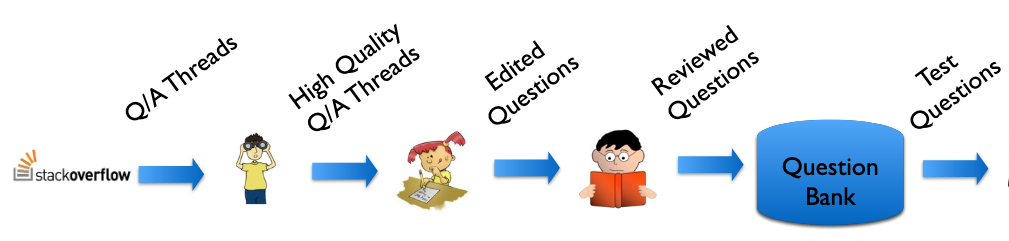 Q/A Threads
High Quality
Q/A Threads
Edited
Questions
Reviewed
Questions
Test
Questions
stackoverflow
Question
Bank